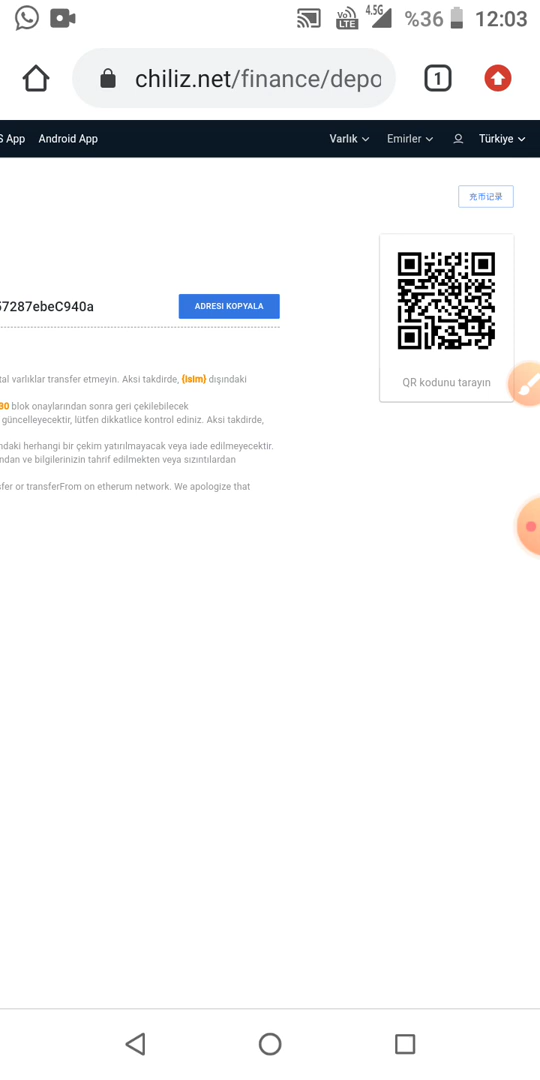 4.5G
Vo)
LTE
%36
12:03
chiliz.net/finance/depo
1
S App
Android App
Varlık
Emirler
Türkiye
充币记录
57287ebeC940a
ADRESI KOPYALA
QR kodunu tarayın
tal varlıklar transfer etmeyin. Aksi takdirde, {isim} dışındaki
30 blok onaylarından sonra geri çekilebilecek
güncelleyecektir, lütfen dikkatlice kontrol ediniz. Aksi takdirde,
ndaki herhangi bir çekim yatırılmayacak veya iade edilmeyecektir.
ndan ve bilgilerinizin tahrif edilmekten veya sızıntılardan
sfer or transferFrom on etherum network. We apologize that